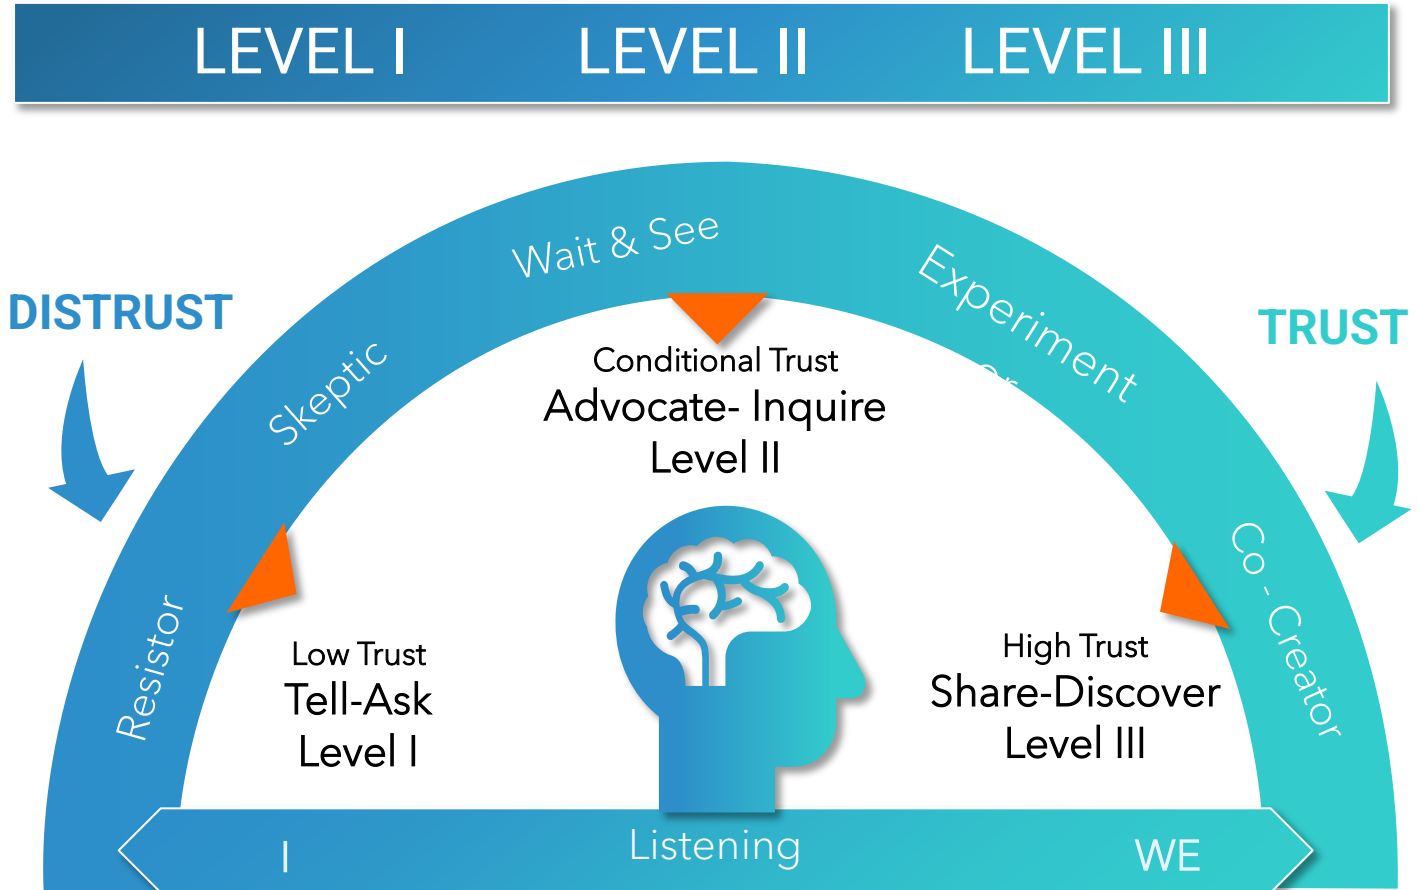 LEVEL I
LEVEL II
LEVEL III
DISTRUST
TRUST
Resistor
Skeptic
Wait & See
Experiment
or
Co - Creator
Conditional Trust
Advocate- Inquire
Level II
Low Trust
Tell-Ask
Level I
High Trust
Share-Discover
Level III
I
Listening
WE